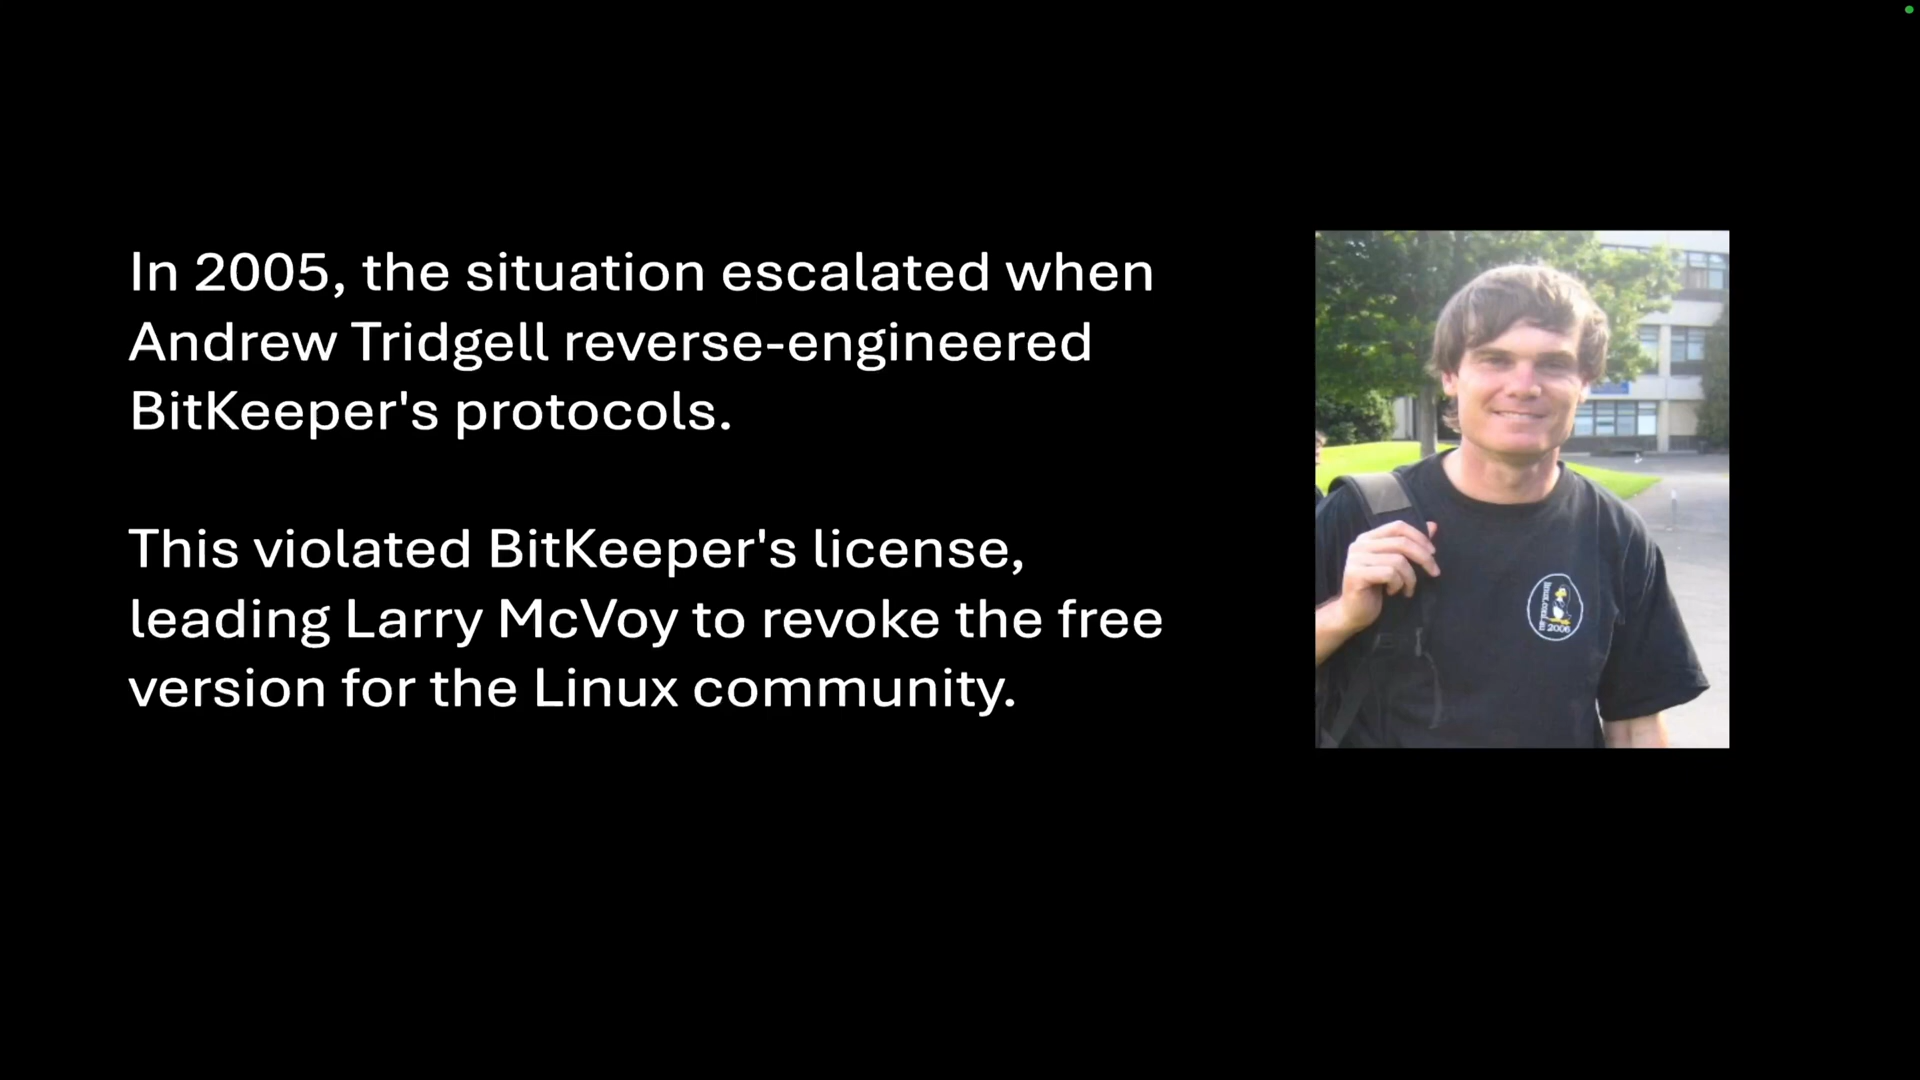 In 2005, the situation escalated when
Andrew Tridgell reverse-engineered
BitKeeper's protocols.
This violated BitKeeper's license,
leading Larry McVoy to revoke the free
version for the Linux community.
2006